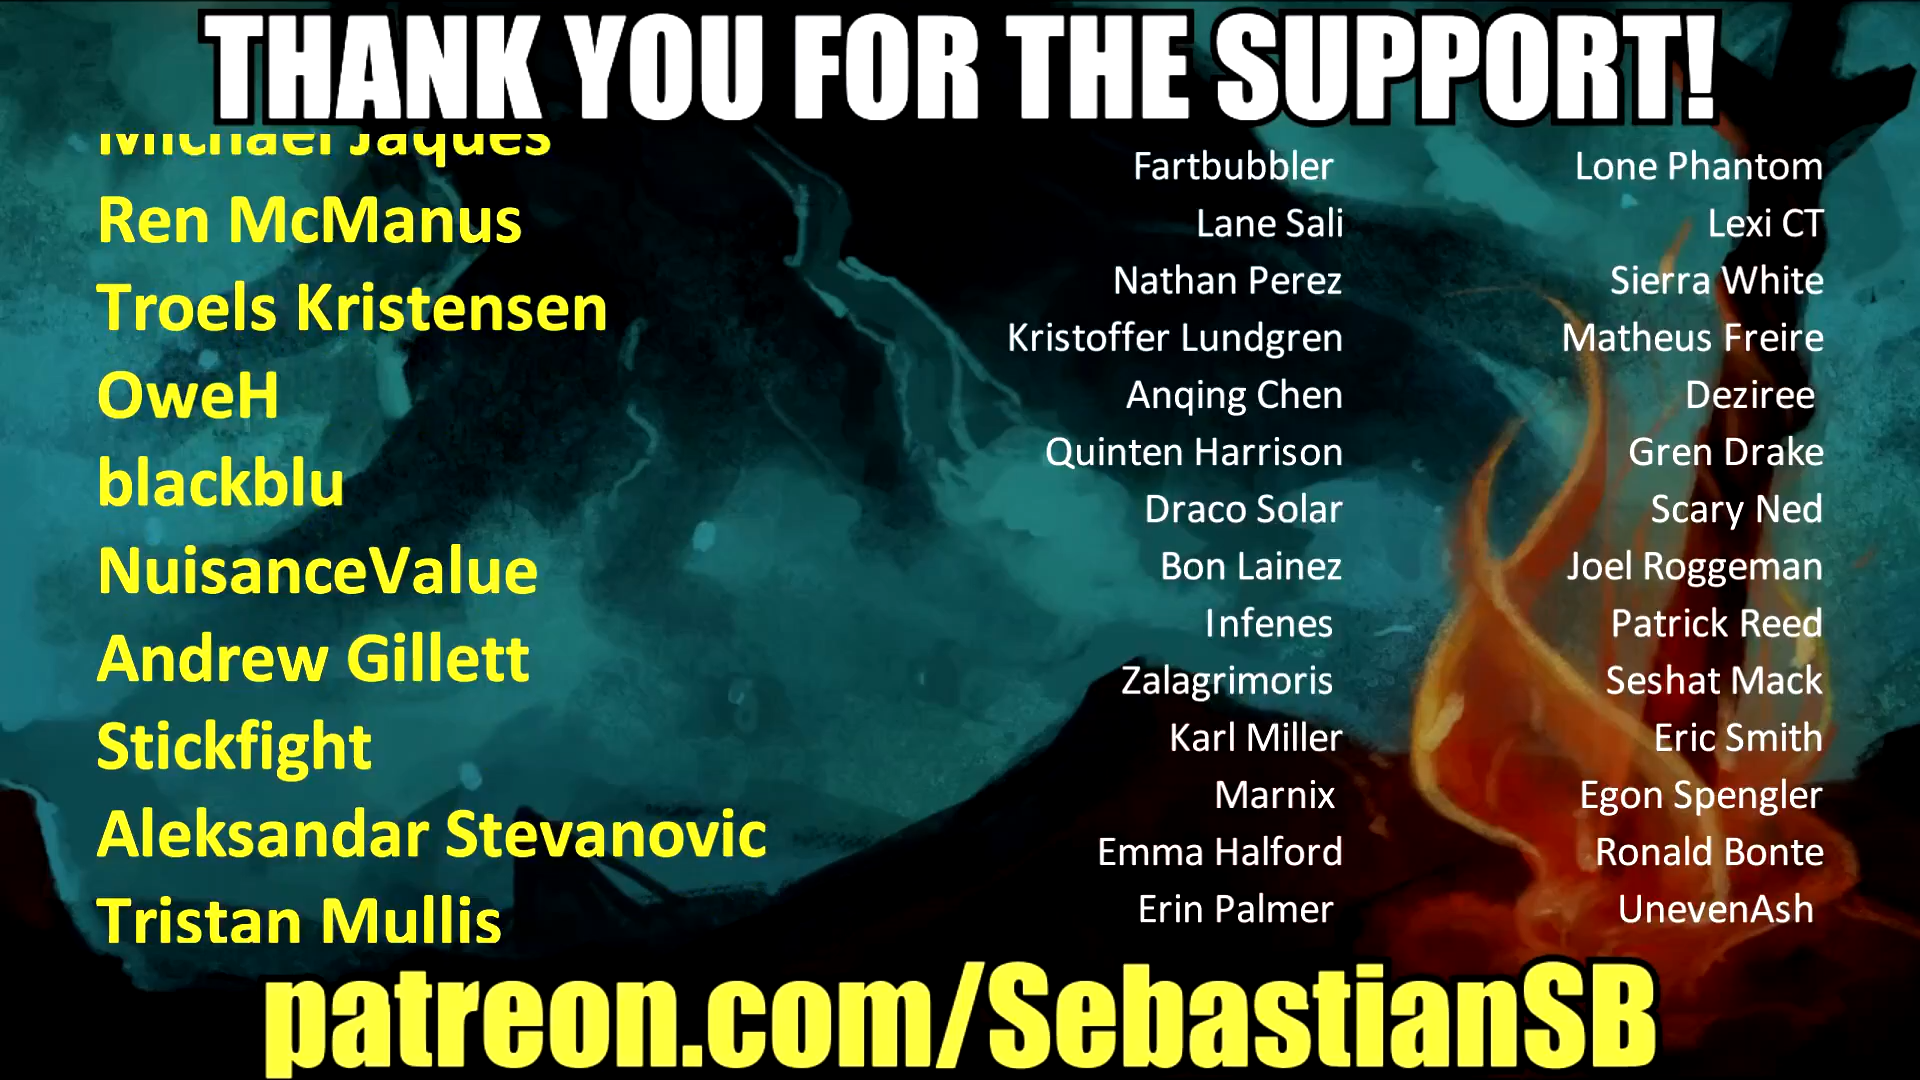 THANK YOU FOR THE SUPPORT!
Michael Jaques
Ren McManus
Troels Kristensen
OweH
blackblu
NuisanceValue
Andrew Gillett
Stickfight
Aleksandar Stevanovic
Tristan Mullis
Fartbubbler
Lane Sali
Nathan Perez
Kristoffer Lundgren
Anqing Chen
Quinten Harrison
Draco Solar
Bon Lainez
Infenes
Zalagrimoris
Karl Miller
Marnix
Emma Halford
Erin Palmer
Lone Phantom
Lexi CT
Sierra White
Matheus Freire
Deziree
Gren Drake
Scary Ned
Joel Roggeman
Patrick Reed
Seshat Mack
Eric Smith
Egon Spengler
Ronald Bonte
UnevenAsh
patreon.com/SebastianSB